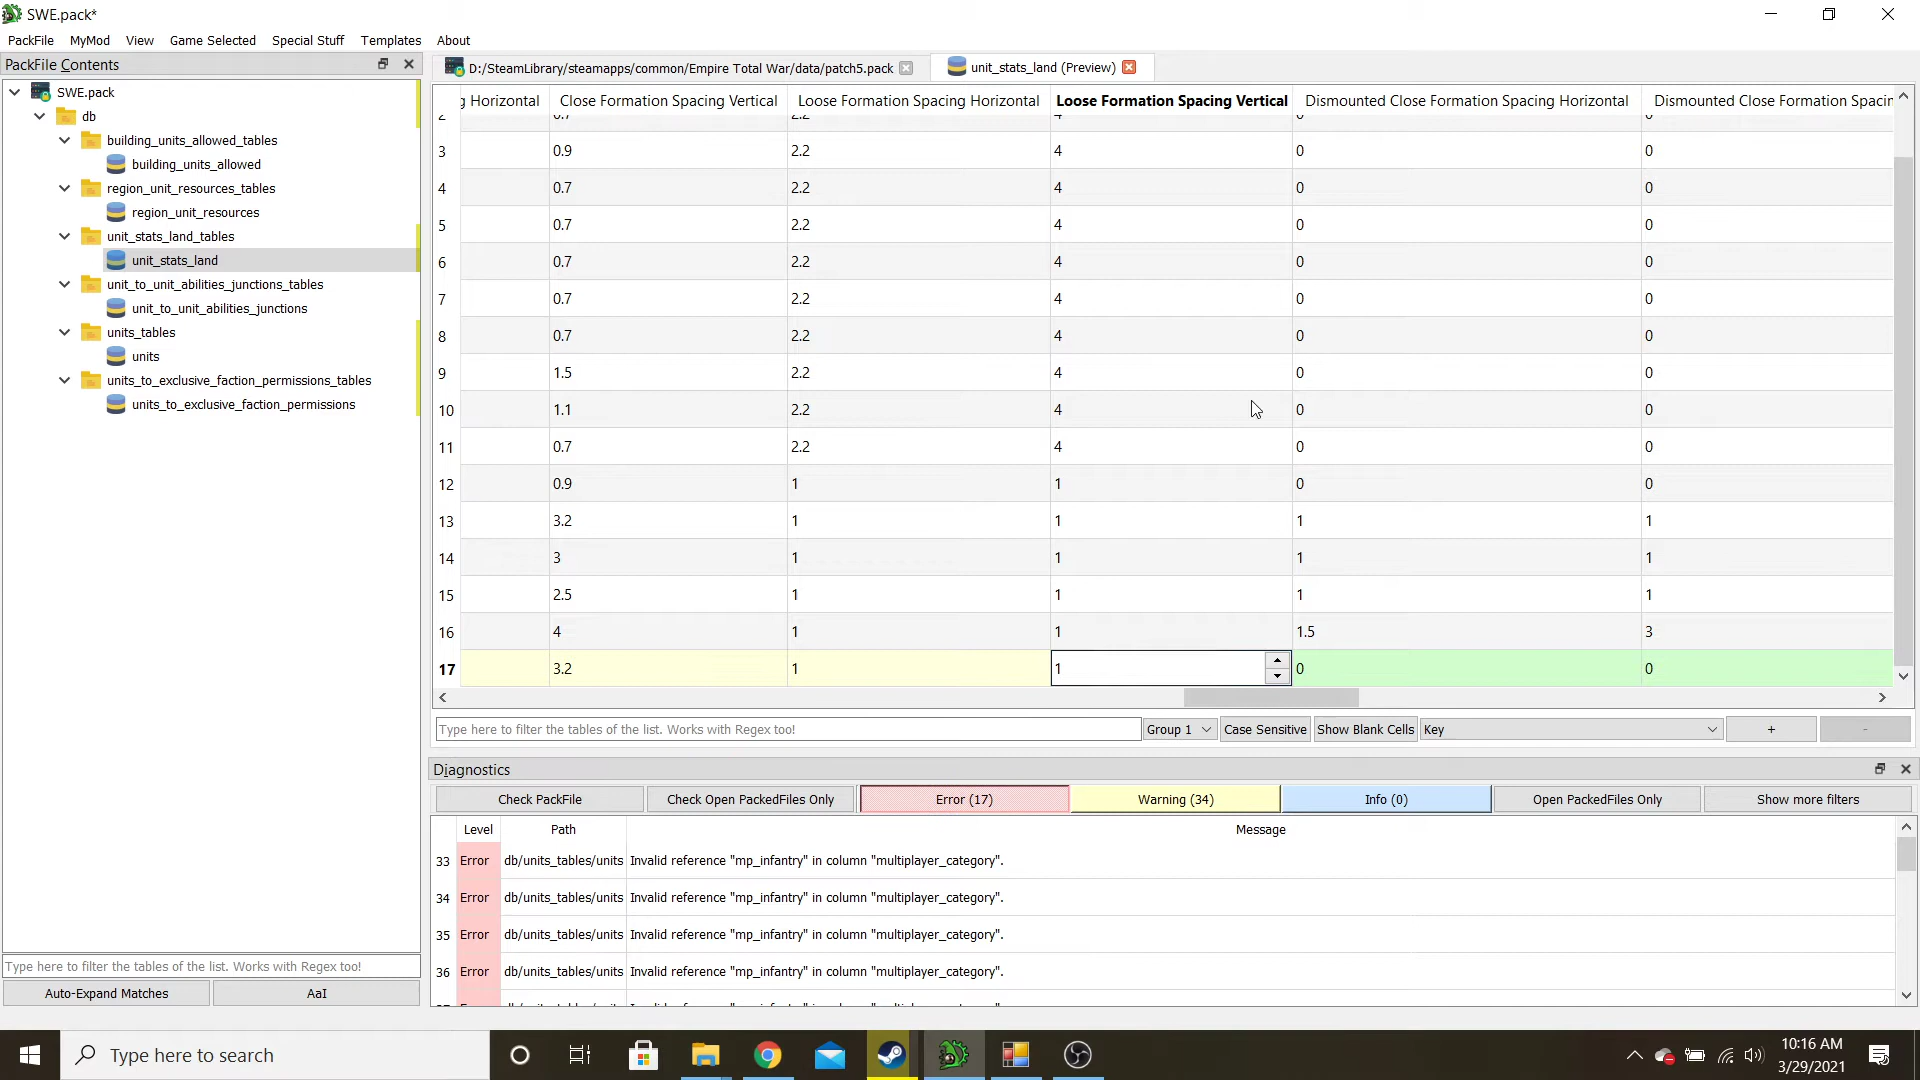 SWE.pack*
PackFile MyMod View Game Selected Special Stuff Templates About
PackFile Contents
SWE.pack
db
building_units_allowed_tables
building_units_allowed
region_unit_resources_tables
region_unit_resources
unit_stats_land_tables
unit_stats_land
unit_to_unit_abilities_junctions_tables
unit_to_unit_abilities_junctions
units_tables
units
units_to_exclusive_faction_permissions_tables
units_to_exclusive_faction_permissions
Type here to filter the tables of the list. Works with Regex too!
Auto-Expand Matches AaI
D:/SteamLibrary/steamapps/common/Empire Total War/data/patch5.pack unit_stats_land (Preview)
g Horizontal Close Formation Spacing Vertical Loose Formation Spacing Horizontal Loose Formation Spacing Vertical Dismounted Close Formation Spacing Horizontal Dismounted Close Formation Spacin
2 0.7 2.2 4 0 0
3 0.9 2.2 4 0 0
4 0.7 2.2 4 0 0
5 0.7 2.2 4 0 0
6 0.7 2.2 4 0 0
7 0.7 2.2 4 0 0
8 0.7 2.2 4 0 0
9 1.5 2.2 4 0 0
10 1.1 2.2 4 0 0
11 0.7 2.2 4 0 0
12 0.9 1 1 0 0
13 3.2 1 1 1 1
14 3 1 1 1 1
15 2.5 1 1 1 1
16 4 1 1 1.5 3
17 3.2 1 1 0 0
Type here to filter the tables of the list. Works with Regex too! Group 1 Case Sensitive Show Blank Cells Key + -
Diagnostics
Check PackFile Check Open PackedFiles Only Error (17) Warning (34) Info (0) Open PackedFiles Only Show more filters
Level Path Message
33 Error db/units_tables/units Invalid reference "mp_infantry" in column "multiplayer_category".
34 Error db/units_tables/units Invalid reference "mp_infantry" in column "multiplayer_category".
35 Error db/units_tables/units Invalid reference "mp_infantry" in column "multiplayer_category".
36 Error db/units_tables/units Invalid reference "mp_infantry" in column "multiplayer_category".
Type here to search
10:16 AM
3/29/2021